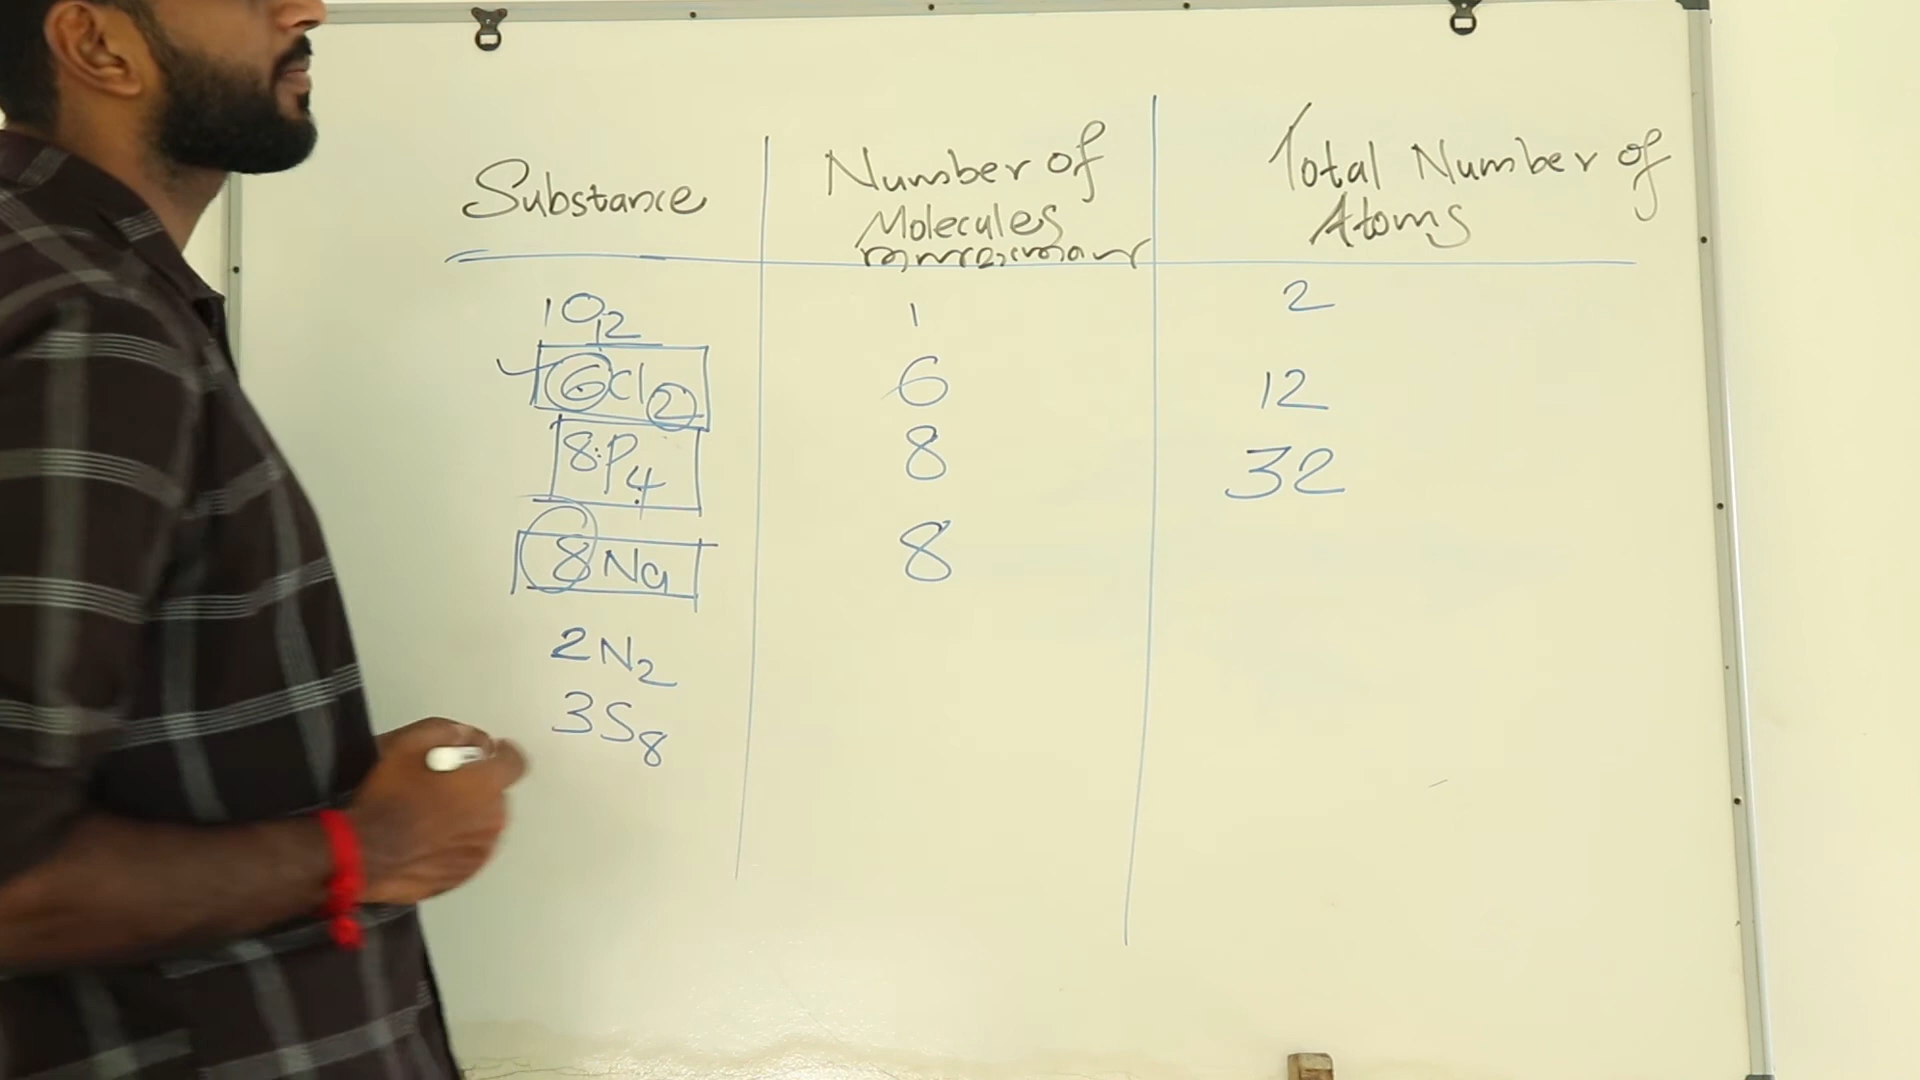 Substance Number of Molecules Total Number of Atoms
1O₂ 1 2
6Cl₂ 6 12
8P₄ 8 32
8Na 8
2N₂
3S₈